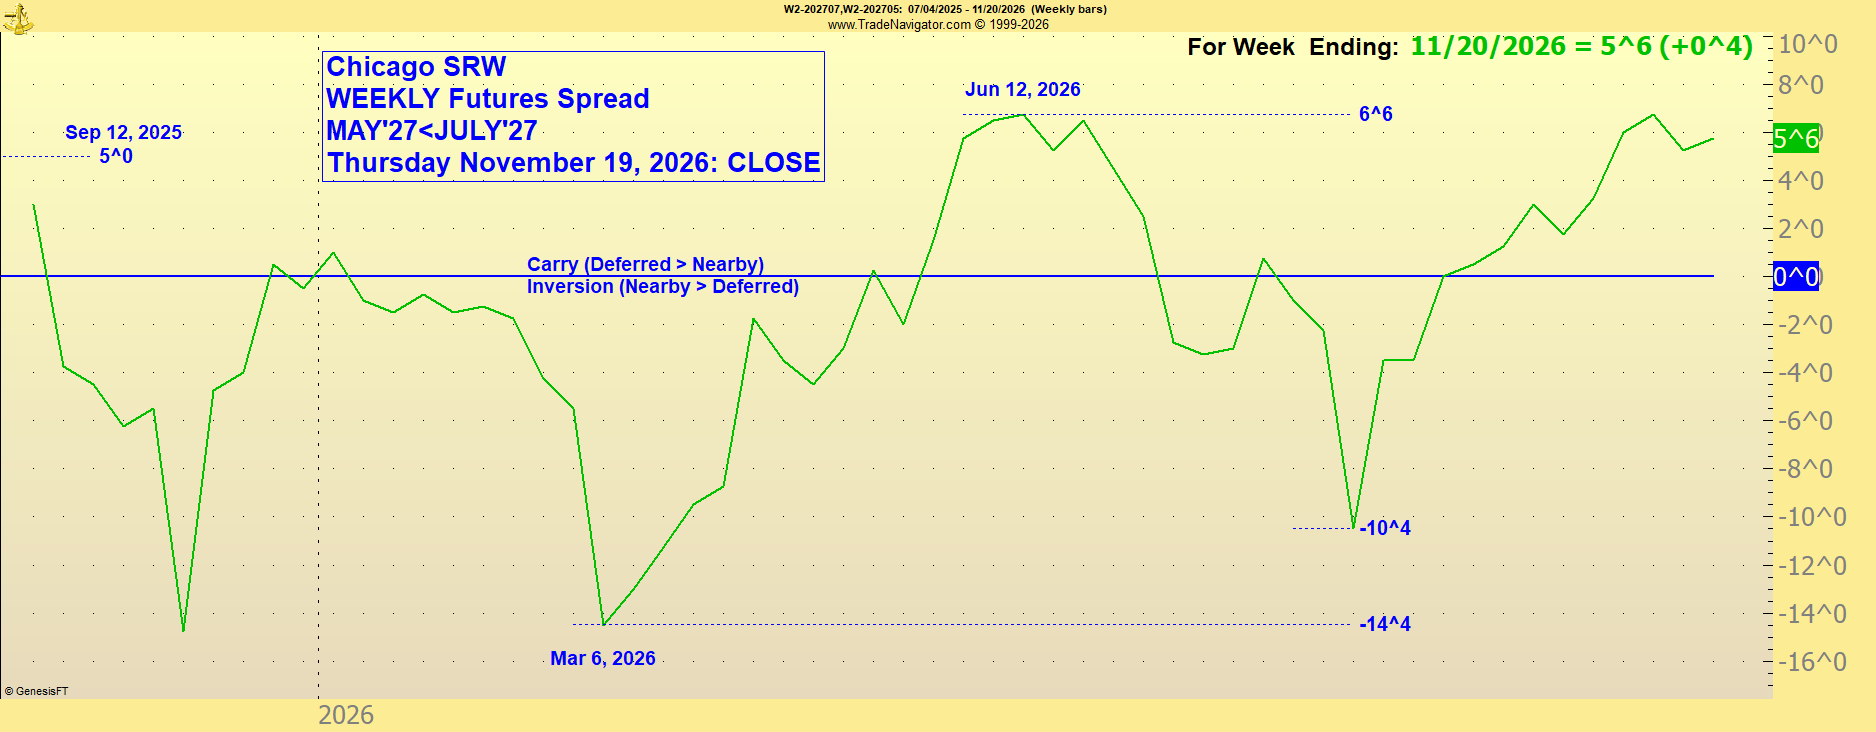 W2-202707,W2-202705: 07/04/2025 - 11/20/2026 (Weekly bars)
www.TradeNavigator.com © 1999-2026
For Week Ending: 11/20/2026 = 5^6 (+0^4)
Chicago SRW
WEEKLY Futures Spread
MAY'27<JULY'27
Thursday November 19, 2026: CLOSE
Sep 12, 2025
5^0
Jun 12, 2026
6^6
Carry (Deferred > Nearby)
Inversion (Nearby > Deferred)
-10^4
-14^4
Mar 6, 2026
10^0
8^0
5^6
4^0
2^0
0^0
-2^0
-4^0
-6^0
-8^0
-10^0
-12^0
-14^0
-16^0
© GenesisFT
2026